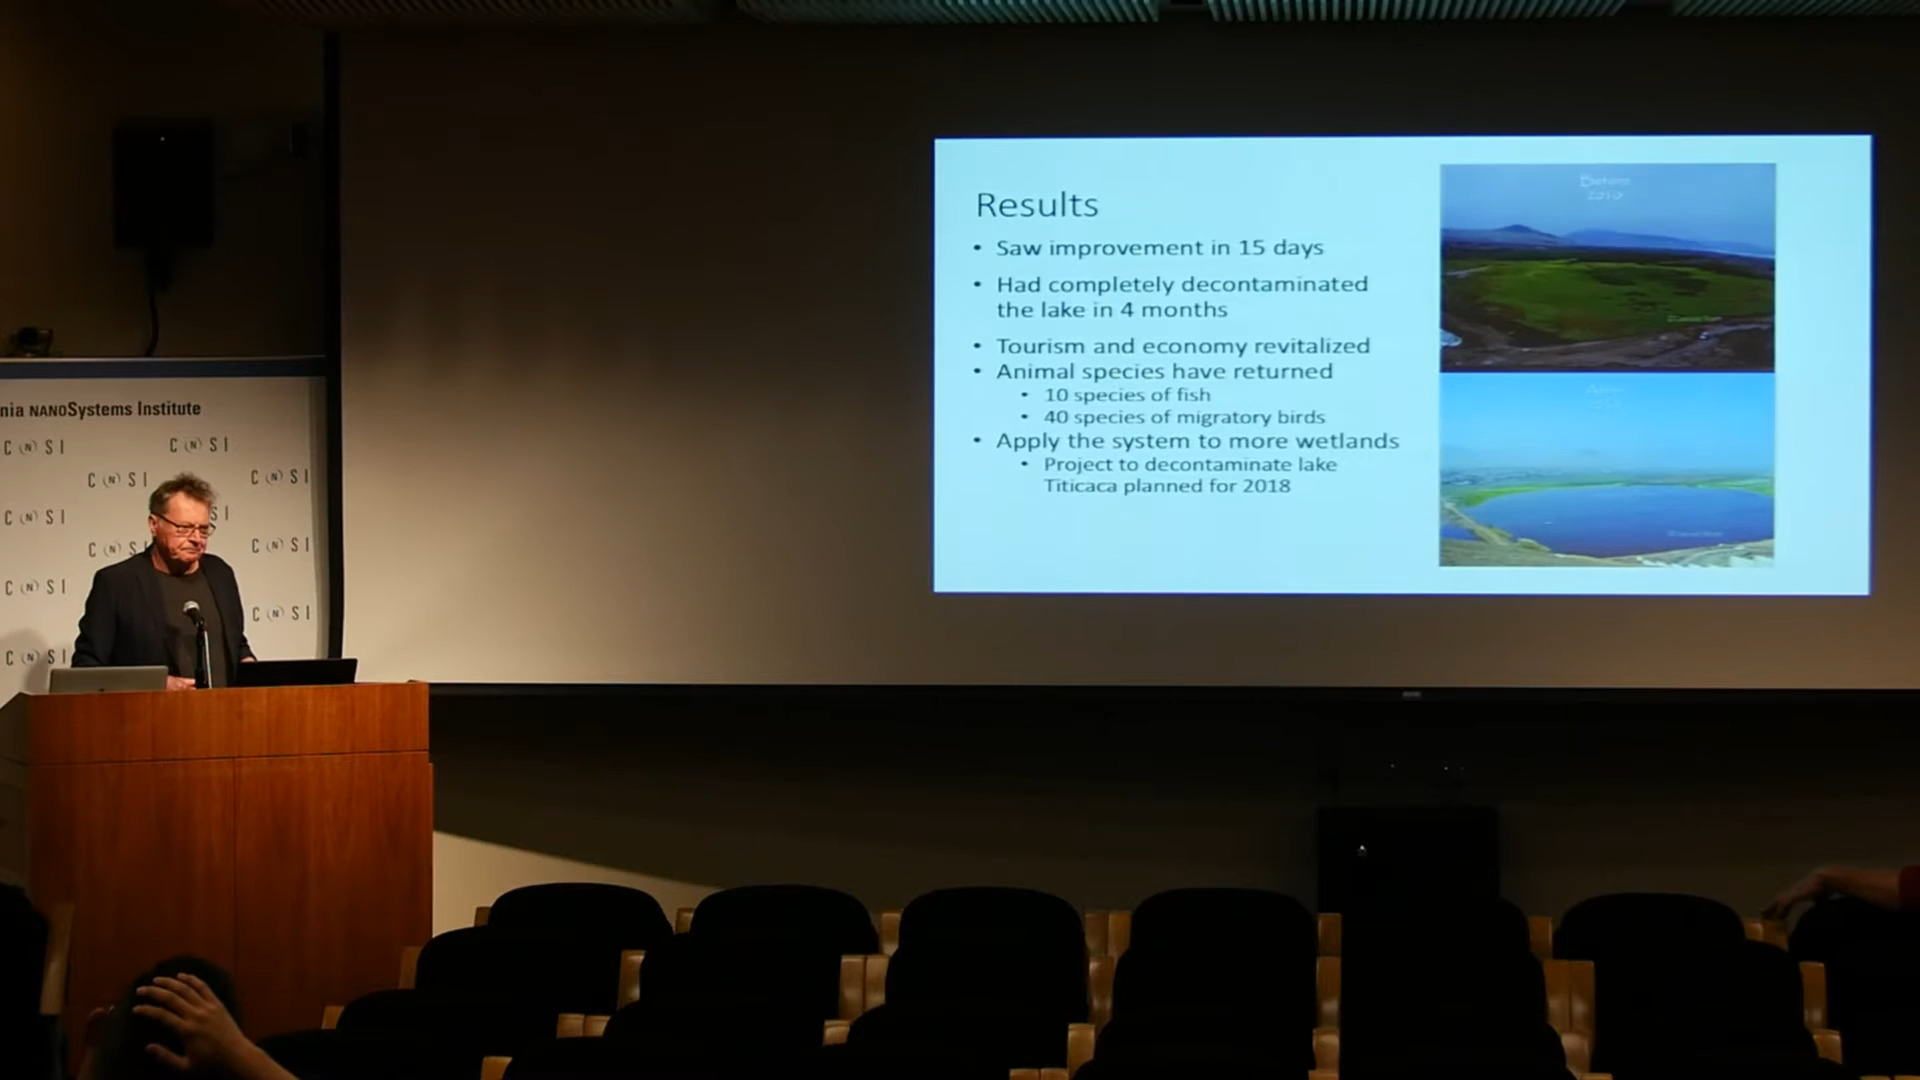 Results
• Saw improvement in 15 days
• Had completely decontaminated
the lake in 4 months
• Tourism and economy revitalized
• Animal species have returned
• 10 species of fish
• 40 species of migratory birds
• Apply the system to more wetlands
• Project to decontaminate lake
Titicaca planned for 2018
Before
2010
nia NANOSystems Institute
C N S I
C N S I
C N S I
C N S I
C N S I
S I
C N S I
C N S I
C N S I
C N S I
C N S I